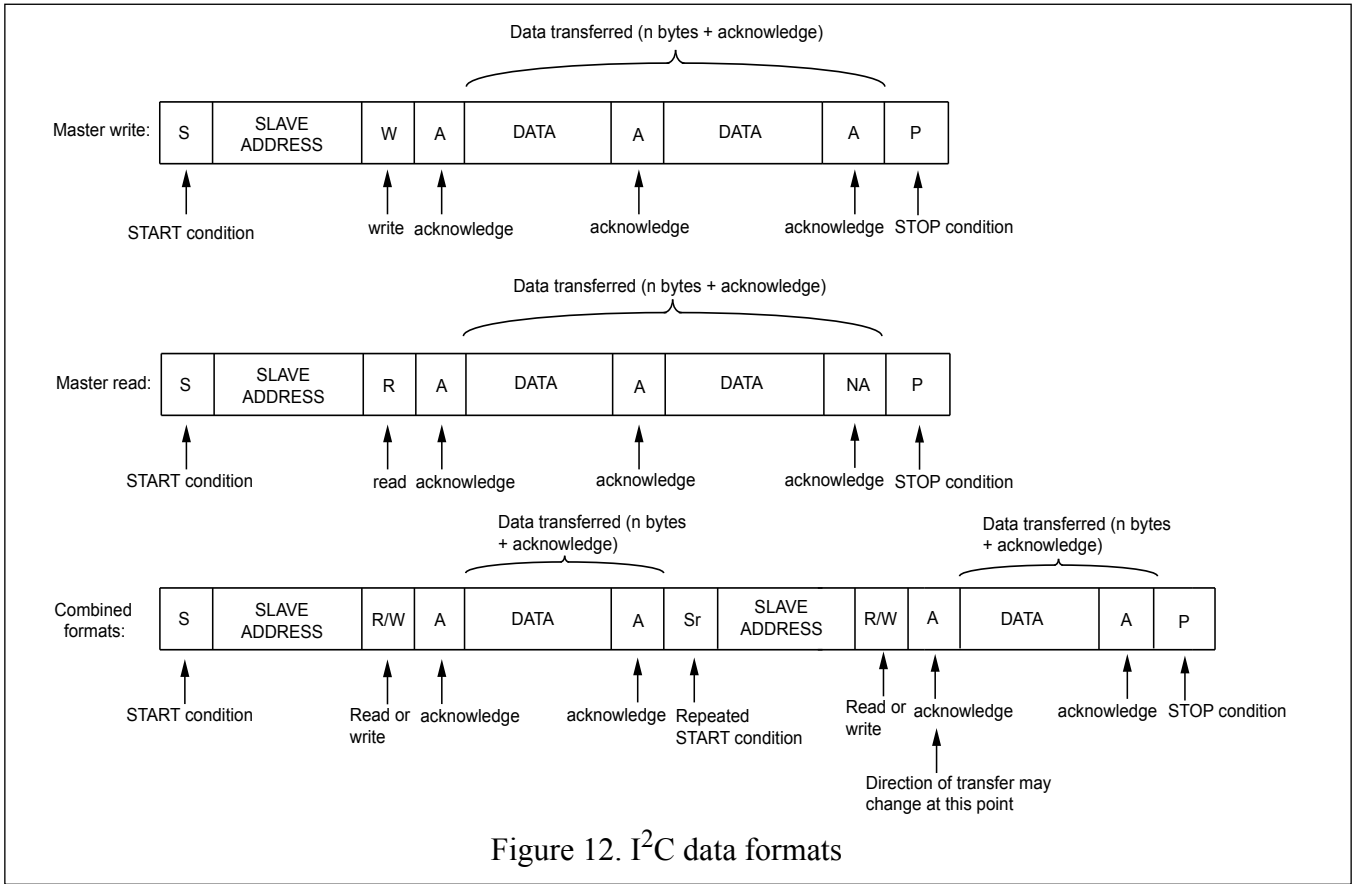 Data transferred (n bytes + acknowledge)
Master write:
S
SLAVE
ADDRESS
W
A
DATA
A
DATA
A
P
START condition
write
acknowledge
acknowledge
acknowledge
STOP condition
Data transferred (n bytes + acknowledge)
Master read:
S
SLAVE
ADDRESS
R
A
DATA
A
DATA
NA
P
START condition
read
acknowledge
acknowledge
acknowledge
STOP condition
Data transferred (n bytes
+ acknowledge)
Data transferred (n bytes
+ acknowledge)
Combined
formats:
S
SLAVE
ADDRESS
R/W
A
DATA
A
Sr
SLAVE
ADDRESS
R/W
A
DATA
A
P
START condition
Read or
write
acknowledge
acknowledge
Repeated
START condition
Read or
write
acknowledge
acknowledge
STOP condition
Direction of transfer may
change at this point
Figure 12. I²C data formats